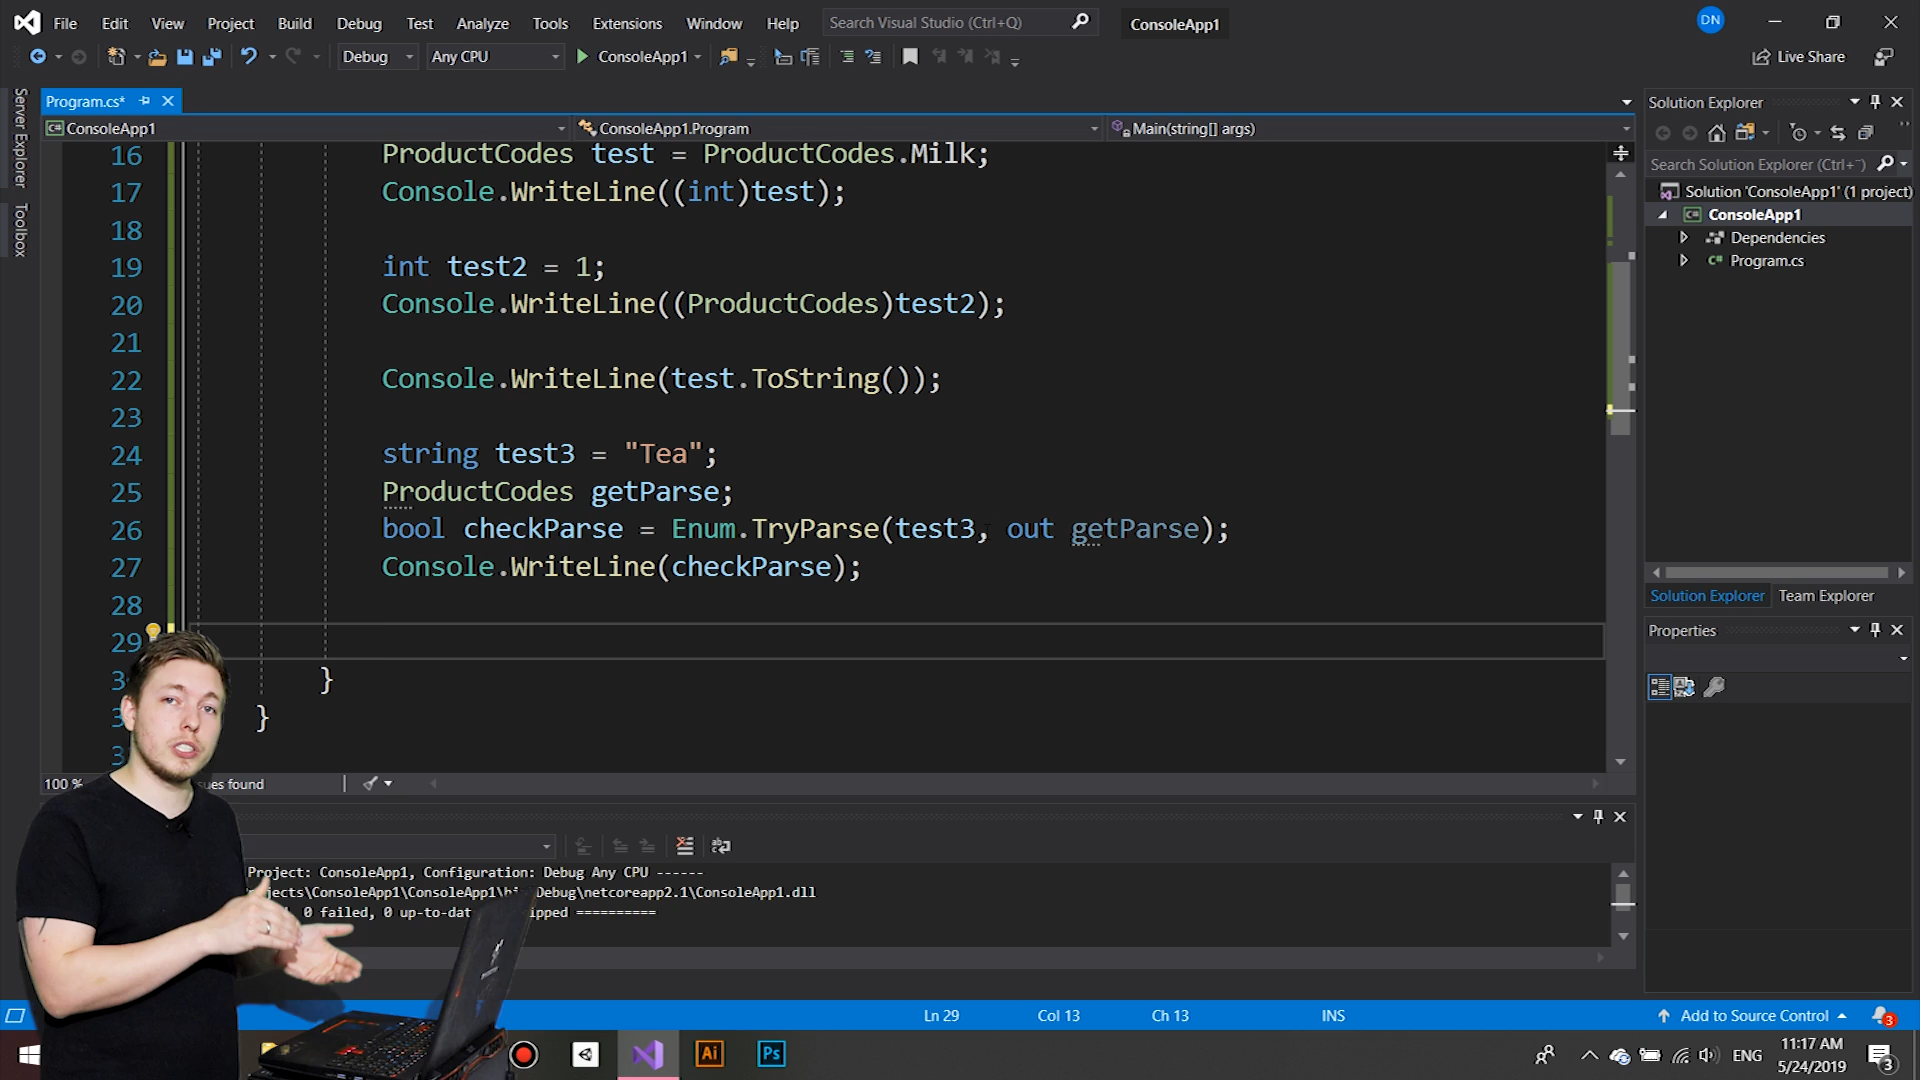 File Edit View Project Build Debug Test Analyze Tools Extensions Window Help Search Visual Studio (Ctrl+Q) ConsoleApp1 DN
Debug Any CPU ConsoleApp1 Live Share
Server Explorer
Toolbox
Program.cs*
ConsoleApp1 ConsoleApp1.Program Main(string[] args)
16 ProductCodes test = ProductCodes.Milk;
17 Console.WriteLine((int)test);
18
19 int test2 = 1;
20 Console.WriteLine((ProductCodes)test2);
21
22 Console.WriteLine(test.ToString());
23
24 string test3 = "Tea";
25 ProductCodes getParse;
26 bool checkParse = Enum.TryParse(test3, out getParse);
27 Console.WriteLine(checkParse);
28
29
}
}
100 % ues found
Project: ConsoleApp1, Configuration: Debug Any CPU ------
jects\ConsoleApp1\ConsoleApp1\bi Debug\netcoreapp2.1\ConsoleApp1.dll
, 0 failed, 0 up-to-dat ipped ==========
Solution Explorer
Search Solution Explorer (Ctrl+
Solution 'ConsoleApp1' (1 project)
ConsoleApp1
Dependencies
C# Program.cs
Solution Explorer Team Explorer
Properties
Ln 29 Col 13 Ch 13 INS Add to Source Control 3
Ai Ps ENG 11:17 AM
5/24/2019 3